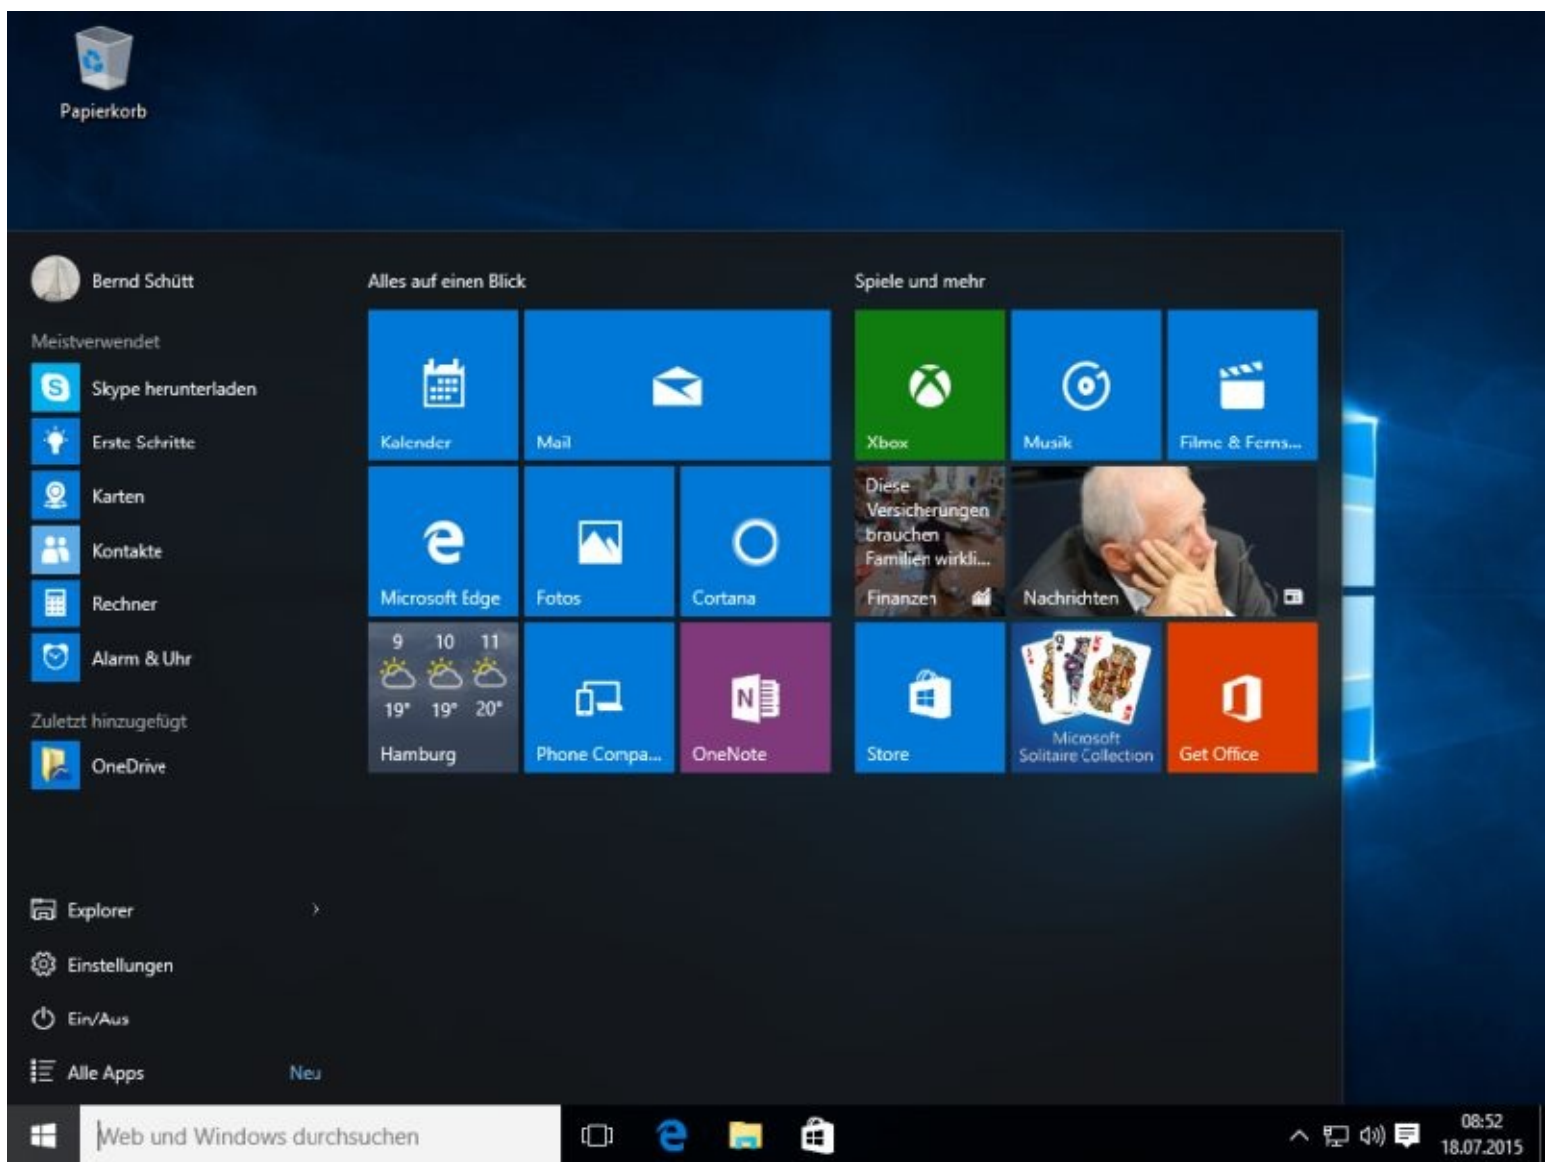 Papierkorb
Bernd Schütt
Meistverwendet
Skype herunterladen
Erste Schritte
Karten
Kontakte
Rechner
Alarm & Uhr
Zuletzt hinzugefügt
OneDrive
Explorer
Einstellungen
Ein/Aus
Alle Apps Neu
Alles auf einen Blick
Kalender
Mail
Microsoft Edge
Fotos
Cortana
9 10 11
19° 19° 20°
Hamburg
Phone Compa...
N
OneNote
Spiele und mehr
Xbox
Musik
Filme & Ferns...
Diese
Versicherungen
brauchen
Familien wirkli...
Finanzen
Nachrichten
Store
Microsoft
Solitaire Collection
Get Office
Web und Windows durchsuchen
08:52
18.07.2015